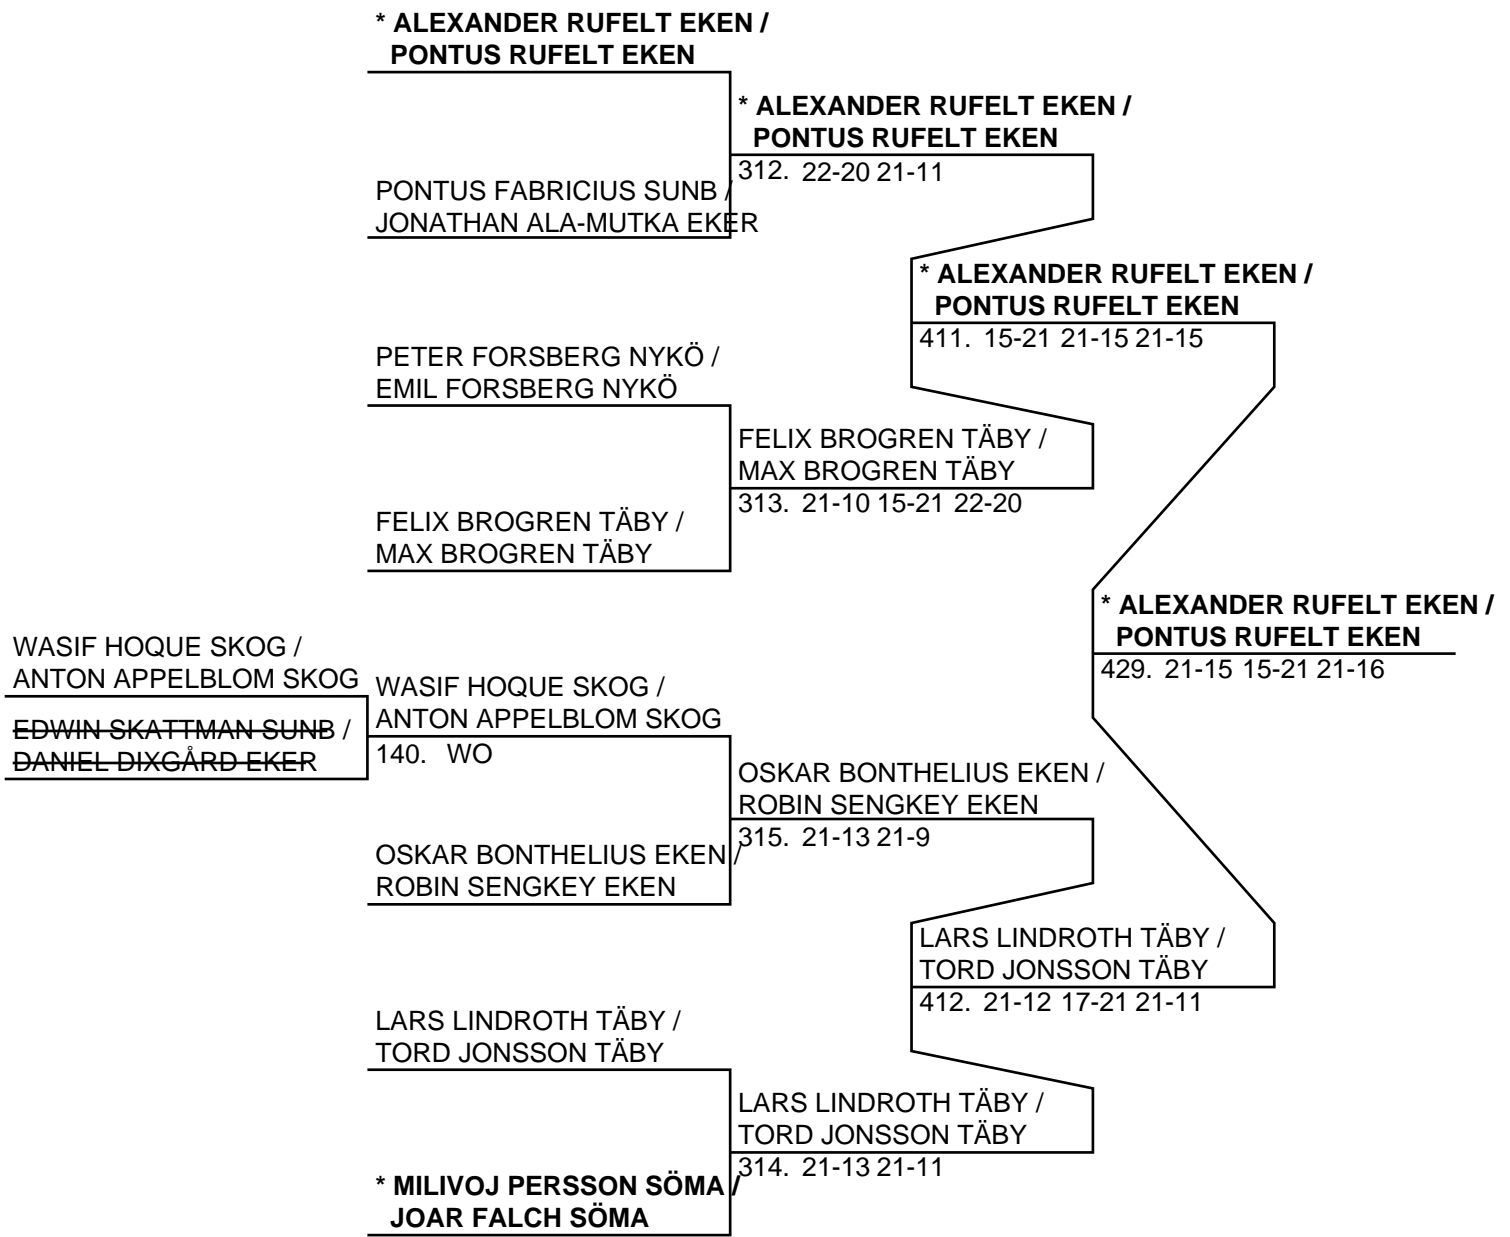 * ALEXANDER RUFELT EKEN /
PONTUS RUFELT EKEN
* ALEXANDER RUFELT EKEN /
PONTUS RUFELT EKEN
312. 22-20 21-11
PONTUS FABRICIUS SUNB /
JONATHAN ALA-MUTKA EKER
* ALEXANDER RUFELT EKEN /
PONTUS RUFELT EKEN
411. 15-21 21-15 21-15
PETER FORSBERG NYKÖ /
EMIL FORSBERG NYKÖ
FELIX BROGREN TÄBY /
MAX BROGREN TÄBY
313. 21-10 15-21 22-20
FELIX BROGREN TÄBY /
MAX BROGREN TÄBY
* ALEXANDER RUFELT EKEN /
PONTUS RUFELT EKEN
429. 21-15 15-21 21-16
WASIF HOQUE SKOG /
ANTON APPELBLOM SKOG
WASIF HOQUE SKOG /
ANTON APPELBLOM SKOG
140. WO
EDWIN SKATTMAN SUNB /
DANIEL DIXGÅRD EKER
OSKAR BONTHELIUS EKEN /
ROBIN SENGKEY EKEN
315. 21-13 21-9
OSKAR BONTHELIUS EKEN /
ROBIN SENGKEY EKEN
LARS LINDROTH TÄBY /
TORD JONSSON TÄBY
412. 21-12 17-21 21-11
LARS LINDROTH TÄBY /
TORD JONSSON TÄBY
LARS LINDROTH TÄBY /
TORD JONSSON TÄBY
314. 21-13 21-11
* MILIVOJ PERSSON SÖMA /
JOAR FALCH SÖMA